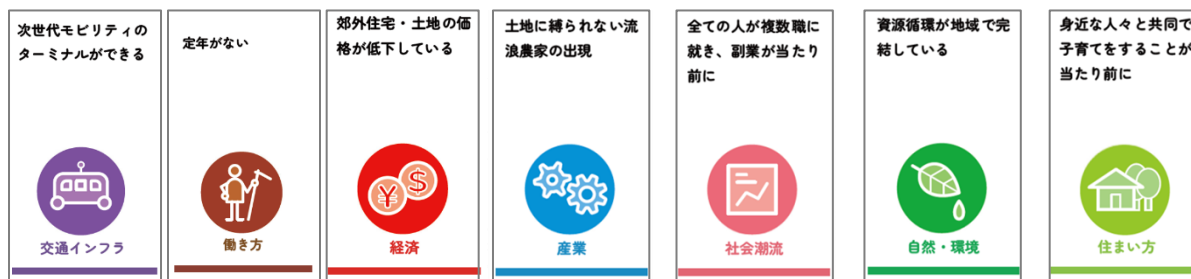 次世代モビリティの
ターミナルができる
交通インフラ
定年がない
働き方
郊外住宅・土地の価
格が低下している
¥ $
経済
土地に縛られない流
浪農家の出現
産業
全ての人が複数職に
就き、副業が当たり
前に
社会潮流
資源循環が地域で完
結している
自然・環境
身近な人々と共同で
子育てをすることが
当たり前に
住まい方